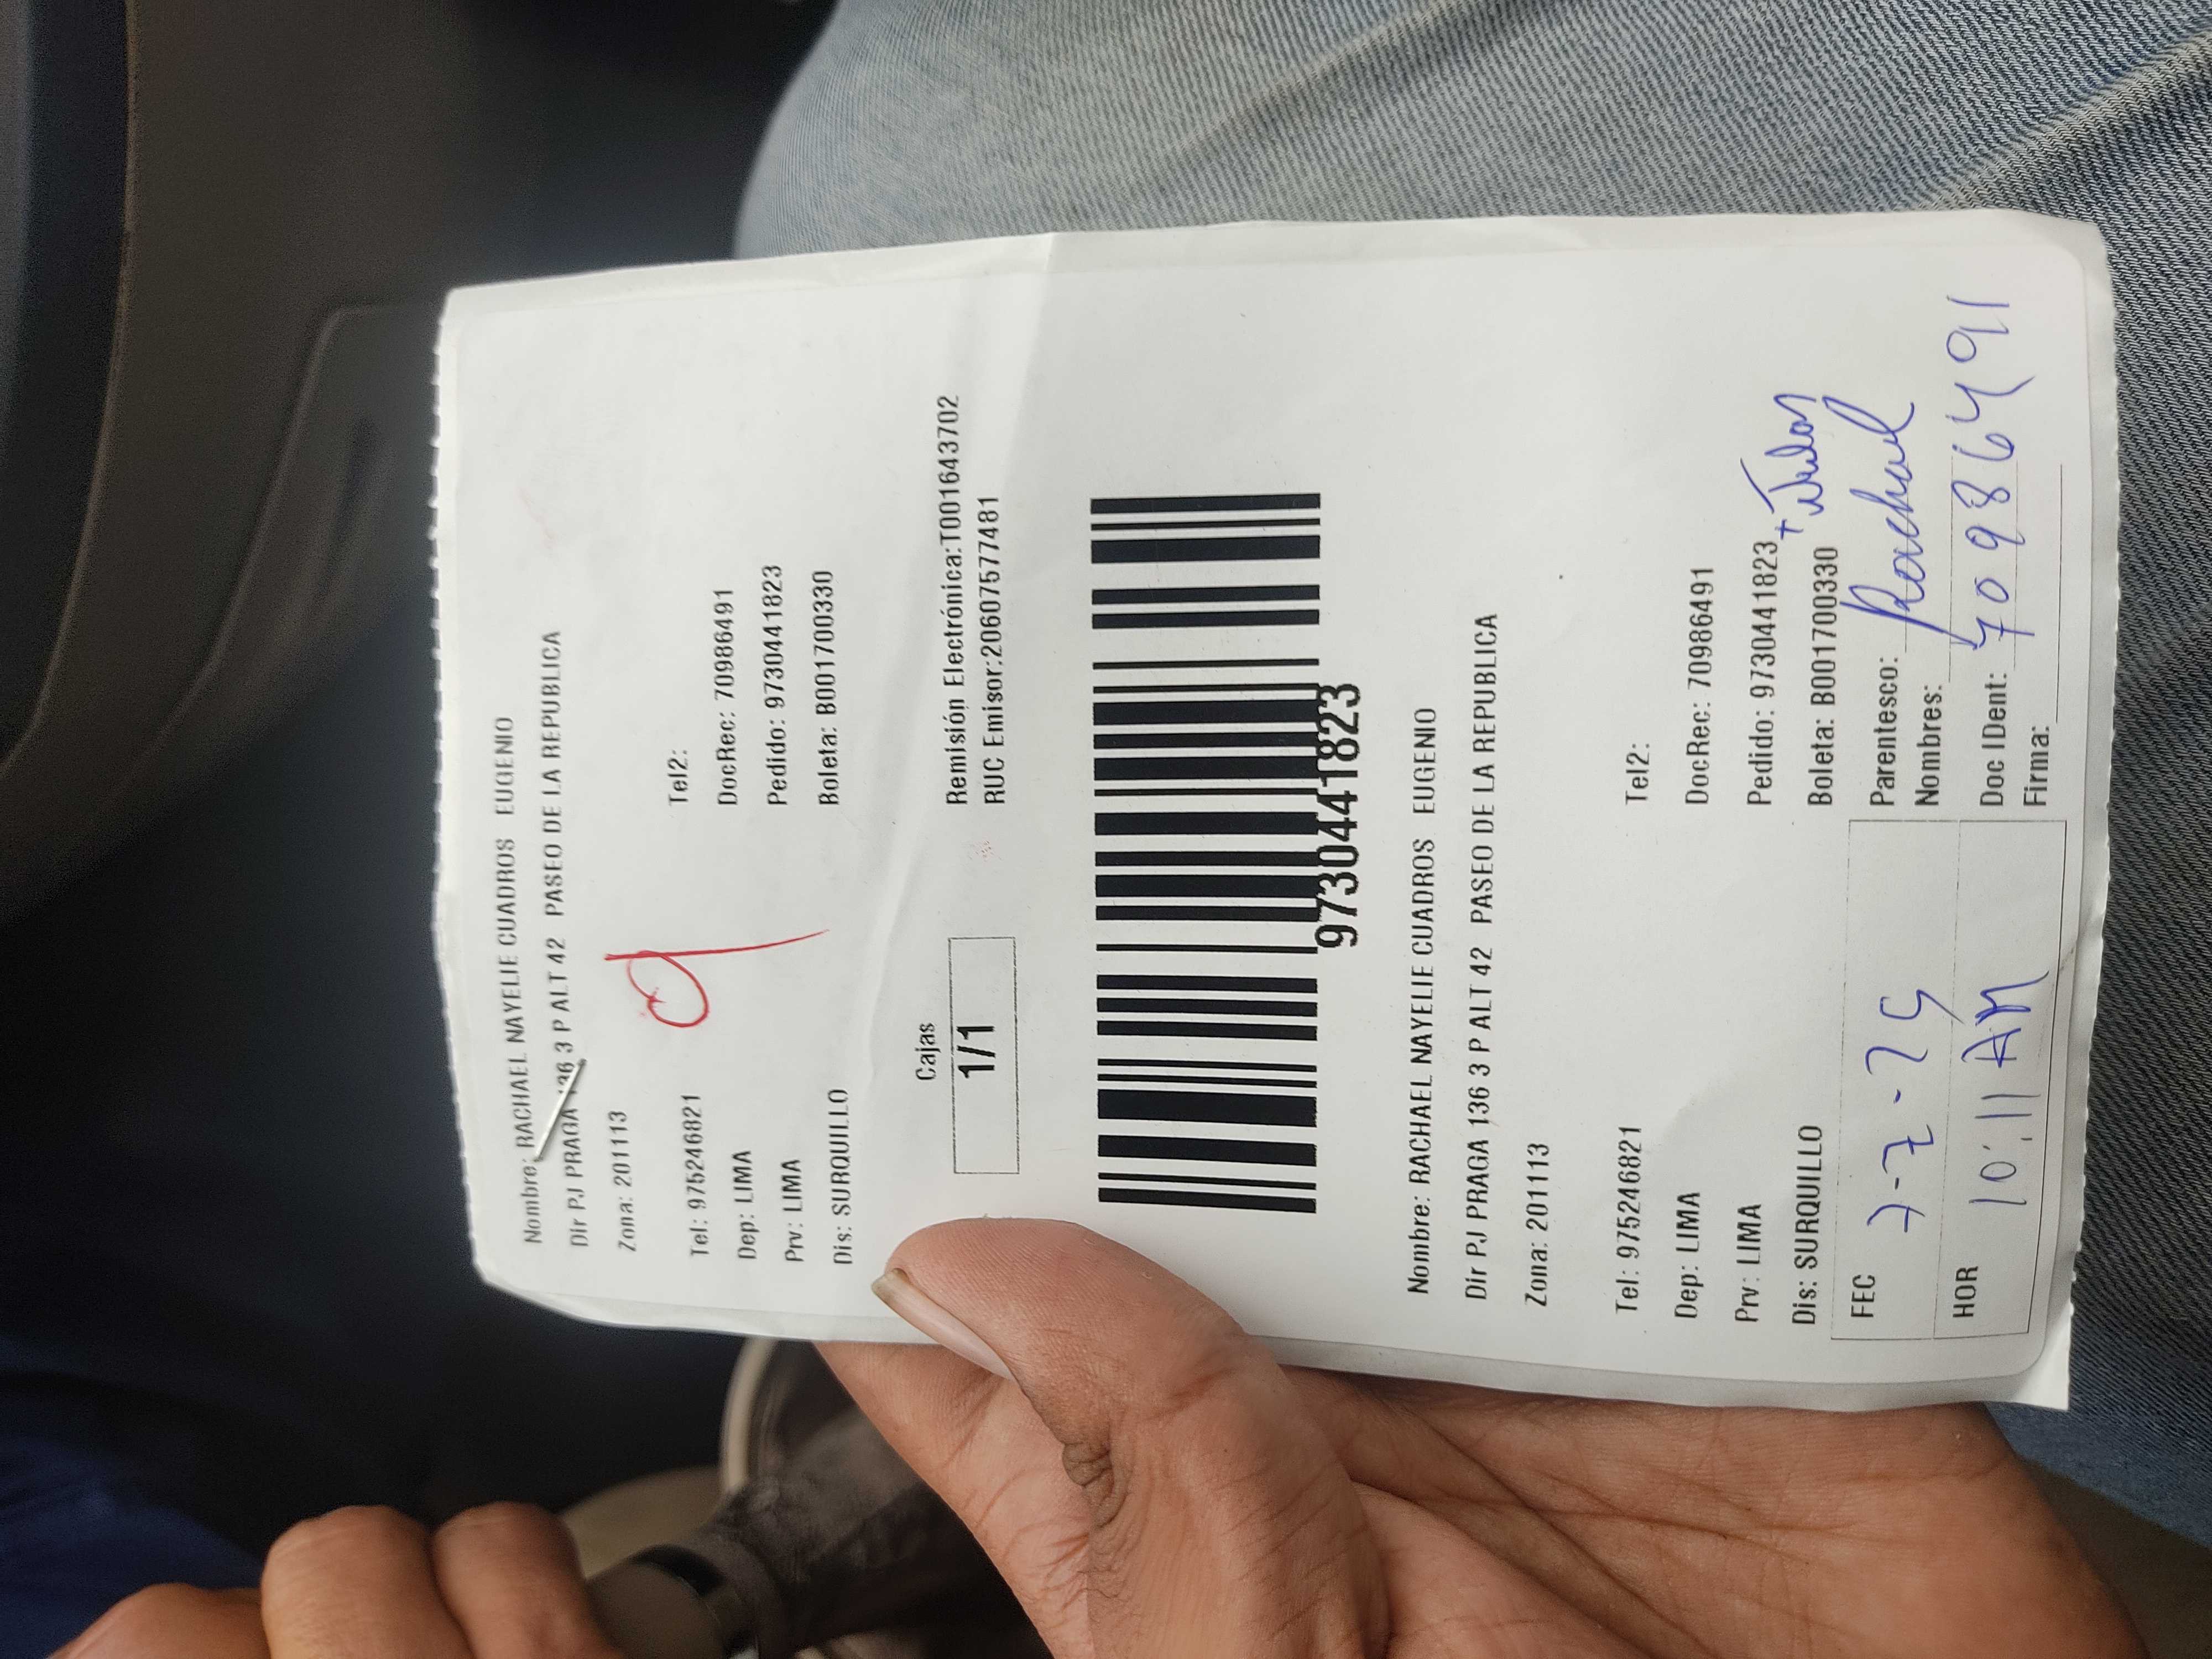 Nombre: RACHAEL NAYELIE CUADROS EUGENIO
Dir PJ PRAGA 136 3 P ALT 42 PASEO DE LA REPUBLICA
Zona: 201113
q
Tel: 975246821 Tel2:
Dep: LIMA DocRec: 70986491
Prv: LIMA Pedido: 97304441823
Dis: SURQUILLO Boleta: B001700330
Cajas
1/1
Remisión Electrónica:T001643702
RUC Emisor:20607577481
97304441823
Nombre: RACHAEL NAYELIE CUADROS EUGENIO
Dir PJ PRAGA 136 3 P ALT 42 PASEO DE LA REPUBLICA
Zona: 201113
Tel: 975246821 Tel2:
Dep: LIMA DocRec: 70986491
Prv: LIMA Pedido: 97304441823
Dis: SURQUILLO Boleta: B001700330
FEC 7-7-25 Parentesco: Rachael
Nombres:
HOR 10:11 AM Doc IDent: 70986491
Firma: